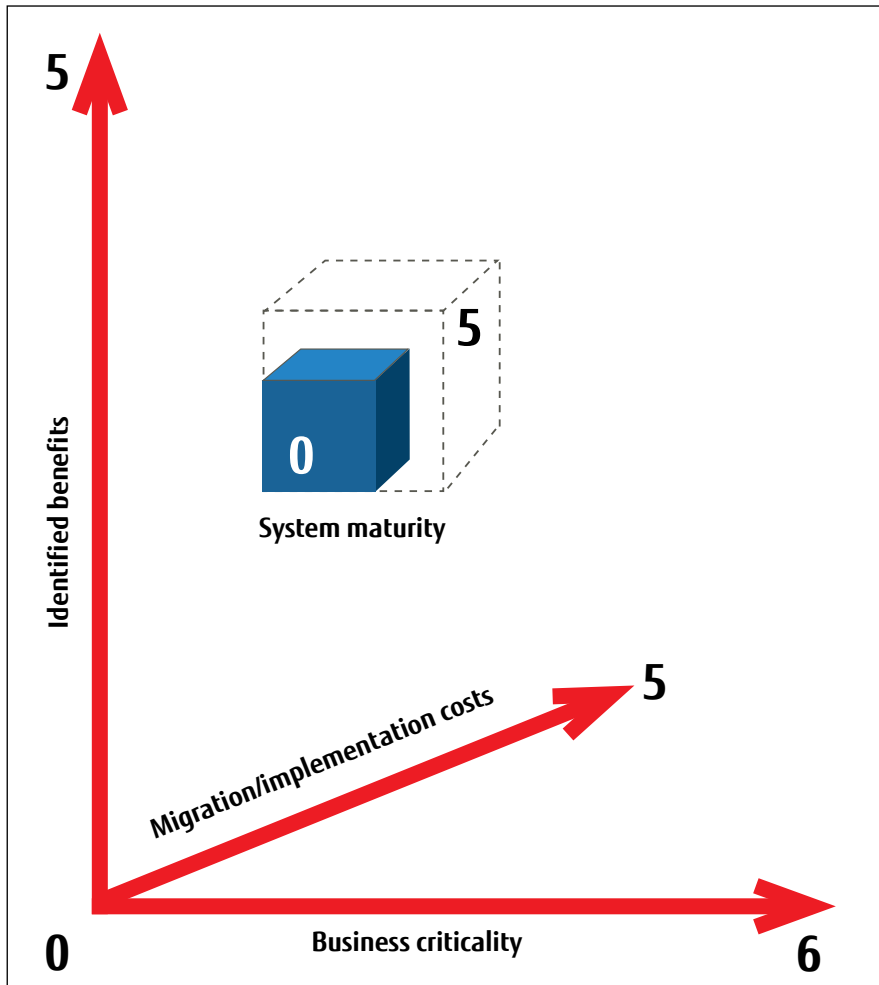 5
5
0
System maturity
Identified benefits
5
Migration/implementation costs
0
Business criticality
6